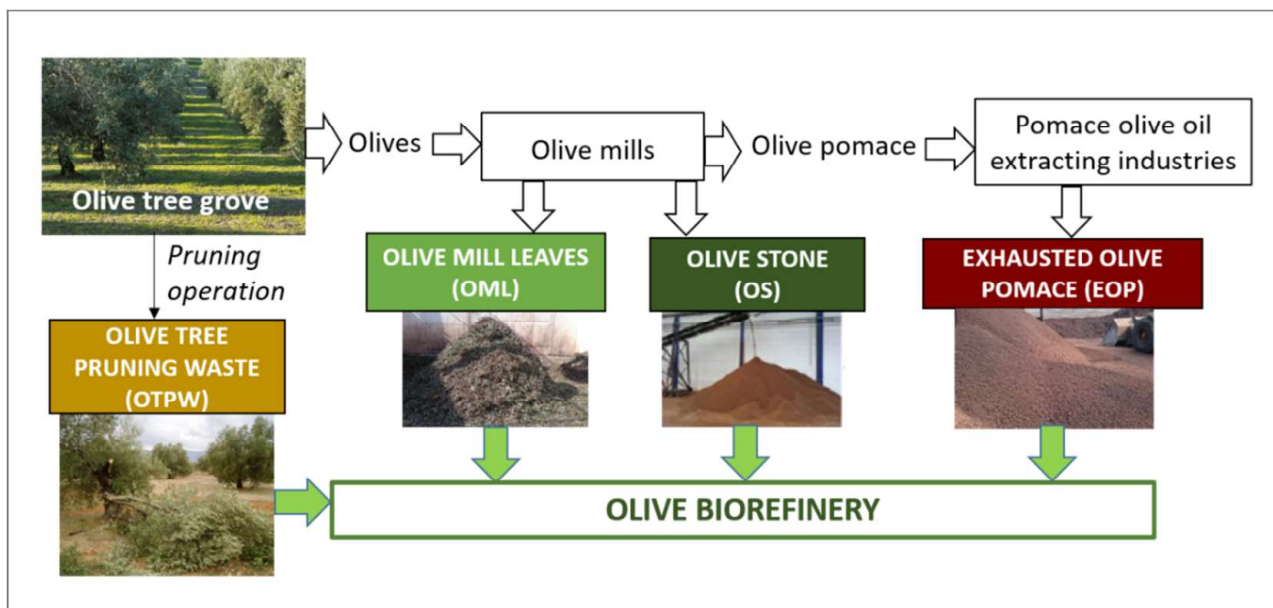 Olive tree grove
Olives
Olive mills
Olive pomace
Pomace olive oil
extracting industries
Pruning
operation
OLIVE TREE
PRUNING WASTE
(OTPW)
OLIVE MILL LEAVES
(OML)
OLIVE STONE
(OS)
EXHAUSTED OLIVE
POMACE (EOP)
OLIVE BIOREFINERY